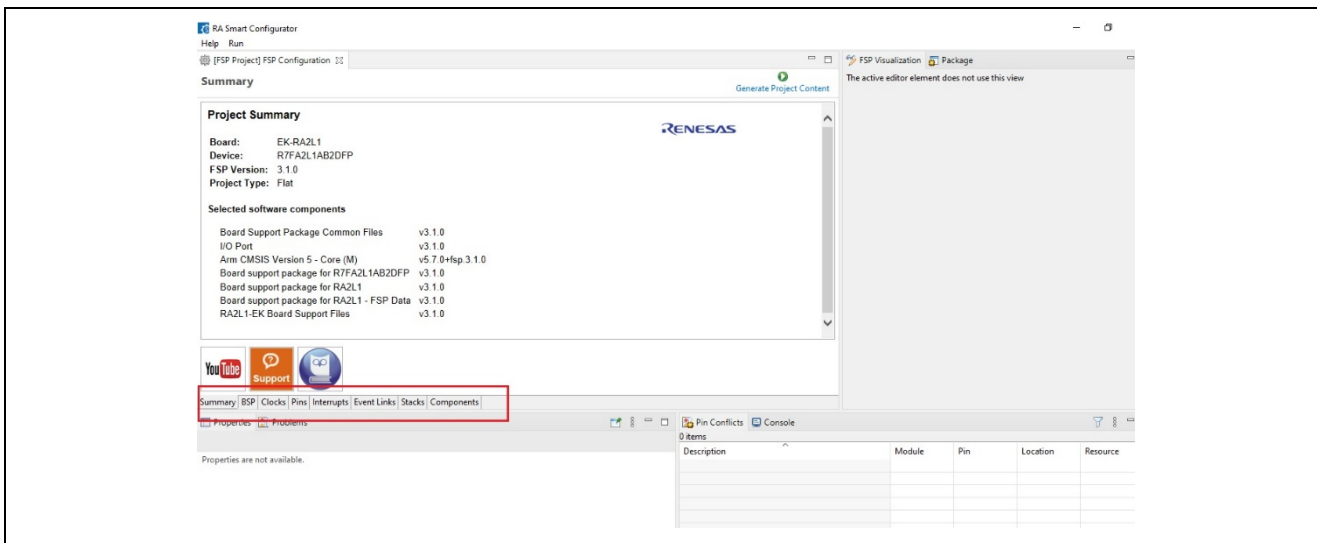 RA Smart Configurator
Help Run
[FSP Project] FSP Configuration
Summary
Generate Project Content
Project Summary
RENESAS
Board: EK-RA2L1
Device: R7FA2L1AB2DFP
FSP Version: 3.1.0
Project Type: Flat
Selected software components
Board Support Package Common Files v3.1.0
I/O Port v3.1.0
Arm CMSIS Version 5 - Core (M) v5.7.0+fsp.3.1.0
Board support package for R7FA2L1AB2DFP v3.1.0
Board support package for RA2L1 v3.1.0
Board support package for RA2L1 - FSP Data v3.1.0
RA2L1-EK Board Support Files v3.1.0
YouTube
Support
Summary BSP Clocks Pins Interrupts Event Links Stacks Components
Properties Problems
Properties are not available.
FSP Visualization Package
The active editor element does not use this view
Pin Conflicts Console
0 items
Description Module Pin Location Resource